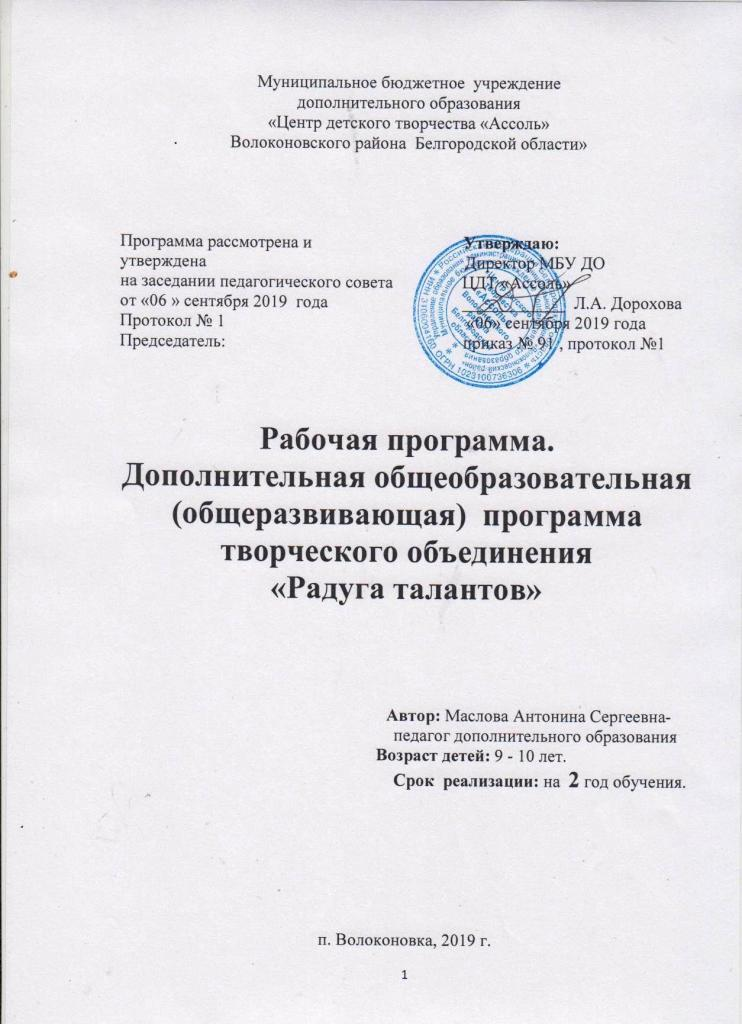 Муниципальное бюджетное учреждение
дополнительного образования
«Центр детского творчества «Ассоль»
Волоконовского района Белгородской области»
Программа рассмотрена и
утверждена
на заседании педагогического совета
от «06 » сентября 2019 года
Протокол № 1
Председатель:
Утверждаю:
Директор МБУ ДО
ЦДТ « Ассоль»
Л.А. Дорохова
«06» сентября 2019 года
приказ № 91 , протокол №1
ОГРН 1023100736306
Рабочая программа.
Дополнительная общеобразовательная
(общеразвивающая) программа
творческого объединения
«Радуга талантов»
Автор: Маслова Антонина Сергеевна-
педагог дополнительного образования
Возраст детей: 9 - 10 лет.
Срок реализации: на 2 год обучения.
п. Волоконовка, 2019 г.
1